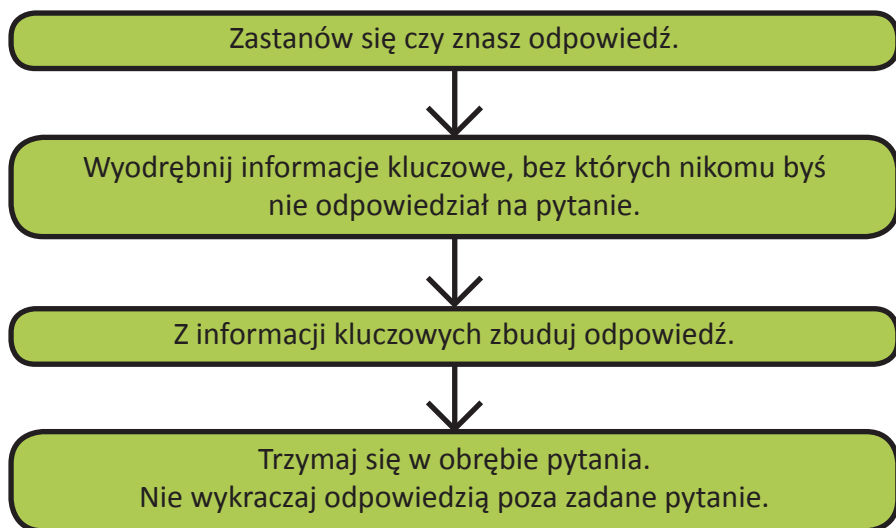 Zastanów się czy znasz odpowiedź.
Wyodrębnij informacje kluczowe, bez których nikomu byś
nie odpowiedział na pytanie.
Z informacji kluczowych zbuduj odpowiedź.
Trzymaj się w obrębie pytania.
Nie wykraczaj odpowiedzią poza zadane pytanie.